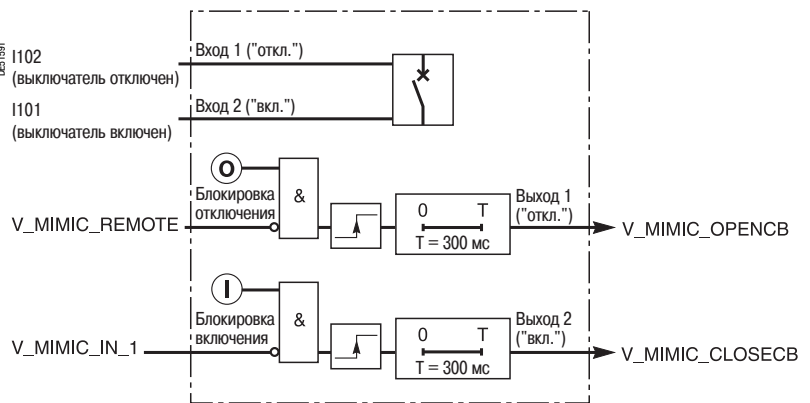 DE51591
I102
(выключатель отключен)
Вход 1 ("откл.")
I101
(выключатель включен)
Вход 2 ("вкл.")
O
Блокировка
отключения
&
V_MIMIC_REMOTE
0 T
T = 300 мс
Выход 1
("откл.")
V_MIMIC_OPENCB
I
Блокировка
включения
&
V_MIMIC_IN_1
0 T
T = 300 мс
Выход 2
("вкл.")
V_MIMIC_CLOSECB